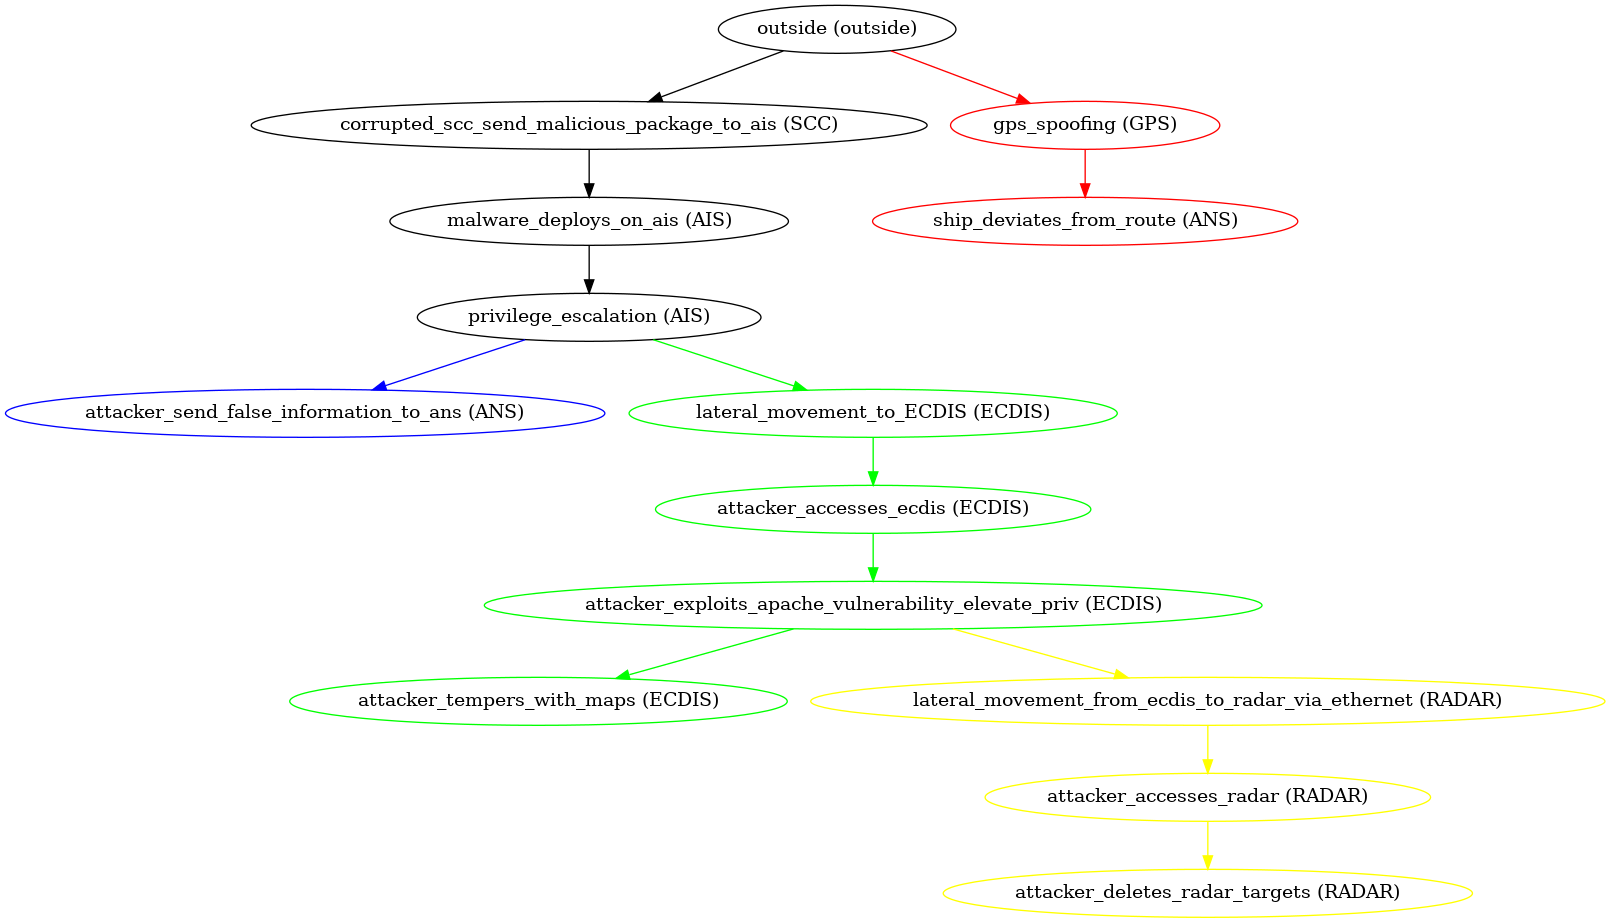 outside (outside)
corrupted_scc_send_malicious_package_to_ais (SCC)
gps_spoofing (GPS)
malware_deploys_on_ais (AIS)
ship_deviates_from_route (ANS)
privilege_escalation (AIS)
attacker_send_false_information_to_ans (ANS)
lateral_movement_to_ECDIS (ECDIS)
attacker_accesses_ecdis (ECDIS)
attacker_exploits_apache_vulnerability_elevate_priv (ECDIS)
attacker_tempers_with_maps (ECDIS)
lateral_movement_from_ecdis_to_radar_via_ethernet (RADAR)
attacker_accesses_radar (RADAR)
attacker_deletes_radar_targets (RADAR)